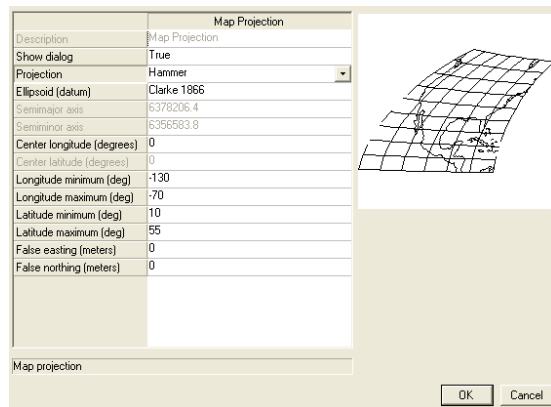 Map Projection
Description Map Projection
Show dialog True
Projection Hammer
Ellipsoid (datum) Clarke 1866
Semimajor axis 6378206.4
Semiminor axis 6356583.8
Center longitude (degrees) 0
Center latitude (degrees) 0
Longitude minimum (deg) -130
Longitude maximum (deg) -70
Latitude minimum (deg) 10
Latitude maximum (deg) 55
False easting (meters) 0
False northing (meters) 0
Map projection
OK Cancel